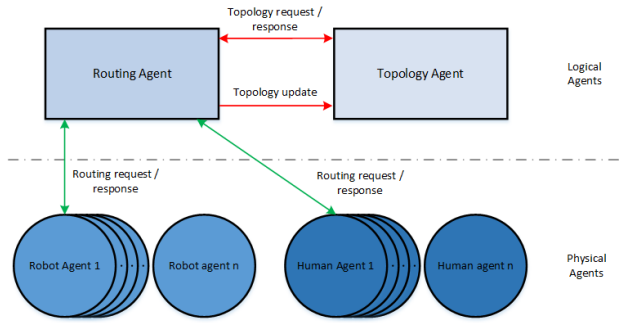 Topology request /
response
Routing Agent
Topology Agent
Logical
Agents
Topology update
Routing request /
response
Routing request /
response
Robot Agent 1
Robot agent n
Human Agent 1
Human agent n
Physical
Agents